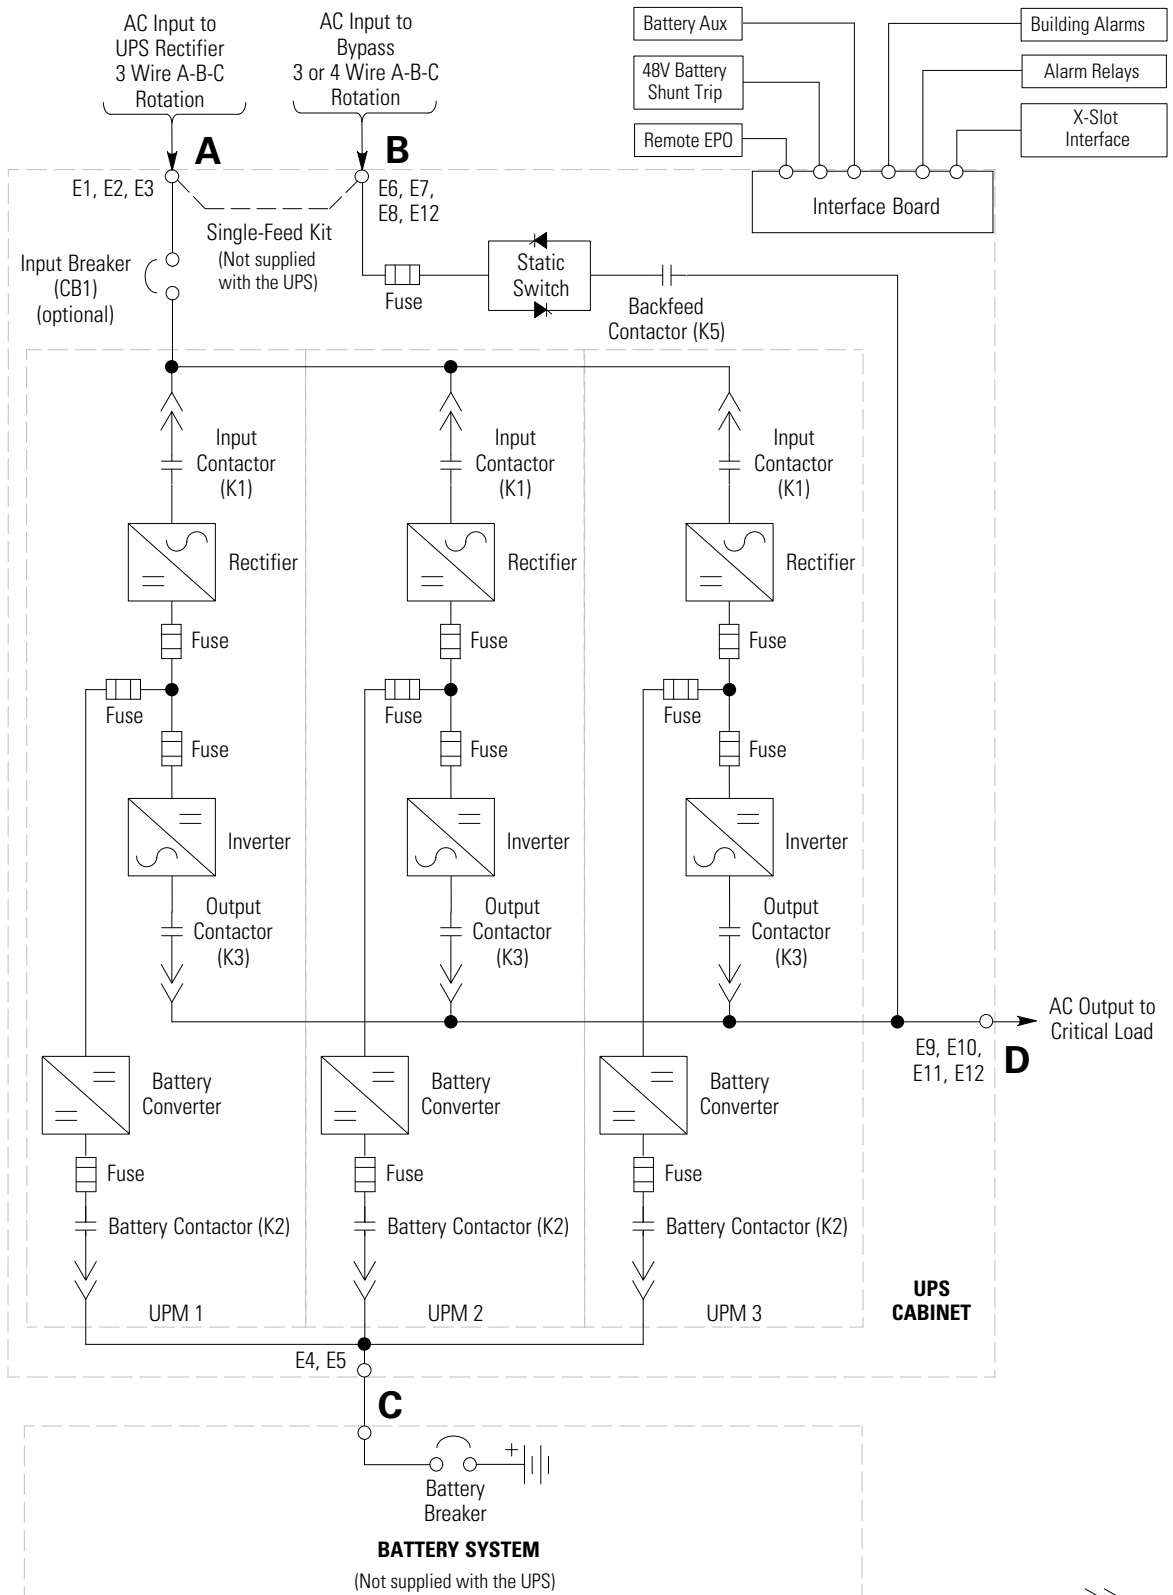 AC Input to
UPS Rectifier
3 Wire A-B-C
Rotation
AC Input to
Bypass
3 or 4 Wire A-B-C
Rotation
Battery Aux
48V Battery
Shunt Trip
Remote EPO
Building Alarms
Alarm Relays
X-Slot
Interface
A
B
E1, E2, E3
E6, E7,
E8, E12
Interface Board
Single-Feed Kit
(Not supplied
with the UPS)
Input Breaker
(CB1)
(optional)
Fuse
Static
Switch
Backfeed
Contactor (K5)
Input
Contactor
(K1)
Input
Contactor
(K1)
Input
Contactor
(K1)
Rectifier
Rectifier
Rectifier
Fuse
Fuse
Fuse
Fuse
Fuse
Fuse
Fuse
Fuse
Fuse
Inverter
Inverter
Inverter
Output
Contactor
(K3)
Output
Contactor
(K3)
Output
Contactor
(K3)
AC Output to
Critical Load
E9, E10,
E11, E12
D
Battery
Converter
Battery
Converter
Battery
Converter
Fuse
Fuse
Fuse
Battery Contactor (K2)
Battery Contactor (K2)
Battery Contactor (K2)
UPM 1
UPM 2
UPM 3
UPS
CABINET
E4, E5
C
+
Battery
Breaker
BATTERY SYSTEM
(Not supplied with the UPS)